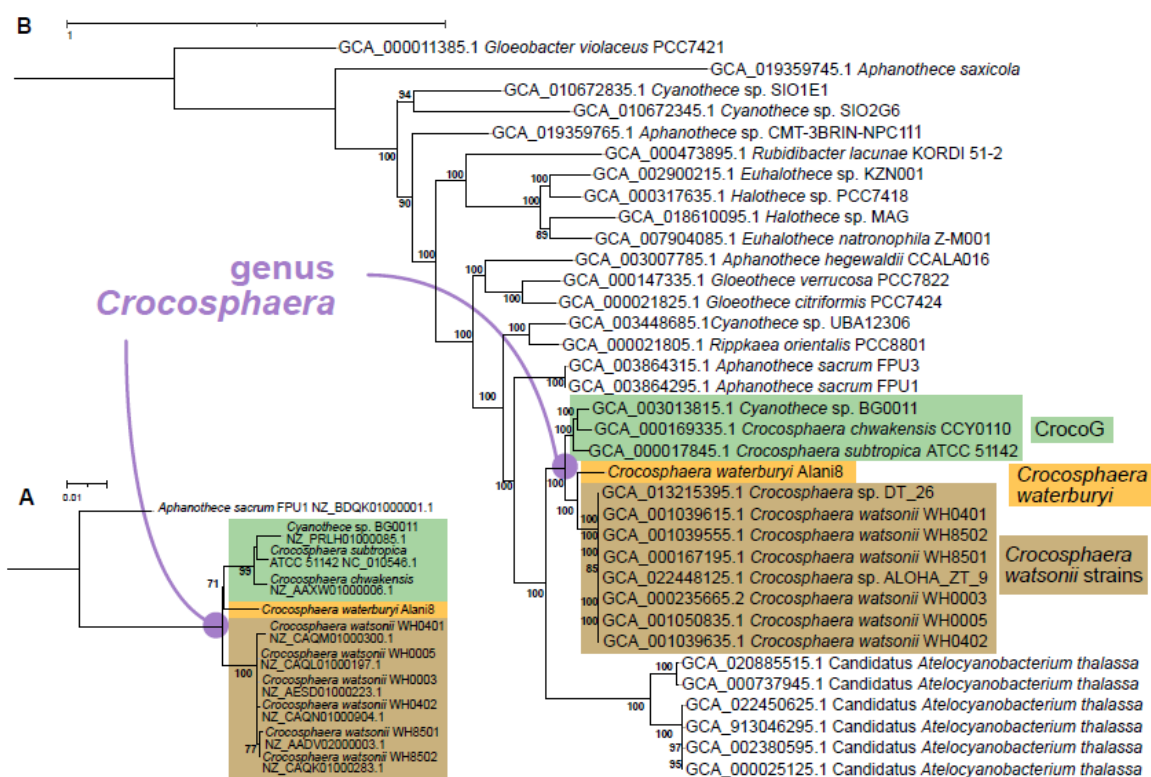 B
1
GCA_000011385.1 Gloeobacter violaceus PCC7421
GCA_019359745.1 Aphanothece saxicola
94
GCA_010672835.1 Cyanothece sp. SIO1E1
GCA_010672345.1 Cyanothece sp. SIO2G6
100
GCA_019359765.1 Aphanothece sp. CMT-3BRIN-NPC111
90
GCA_000473895.1 Rubidibacter lacunae KORDI 51-2
100
100
GCA_002900215.1 Euhalothece sp. KZN001
100
GCA_000317635.1 Halothece sp. PCC7418
GCA_018610095.1 Halothece sp. MAG
89
GCA_007904085.1 Euhalothece natronophila Z-M001
100
GCA_003007785.1 Aphanothece hegewaldii CCALA016
100
100
GCA_000147335.1 Gloeothece verrucosa PCC7822
GCA_000021825.1 Gloeothece citriformis PCC7424
100
GCA_003448685.1Cyanothece sp. UBA12306
100
GCA_000021805.1 Rippkaea orientalis PCC8801
100
GCA_003864315.1 Aphanothece sacrum FPU3
100
GCA_003864295.1 Aphanothece sacrum FPU1
100
genus
Crocosphaera
100
GCA_003013815.1 Cyanothece sp. BG0011
100
GCA_000169335.1 Crocosphaera chwakensis CCY0110
GCA_000017845.1 Crocosphaera subtropica ATCC 51142
CrocoG
100
Crocosphaera waterburyi Alani8
Crocosphaera
waterburyi
100
GCA_013215395.1 Crocosphaera sp. DT_26
GCA_001039615.1 Crocosphaera watsonii WH0401
100
GCA_001039555.1 Crocosphaera watsonii WH8502
100
GCA_000167195.1 Crocosphaera watsonii WH8501
85
GCA_022448125.1 Crocosphaera sp. ALOHA_ZT_9
100
GCA_000235665.2 Crocosphaera watsonii WH0003
100
GCA_001050835.1 Crocosphaera watsonii WH0005
GCA_001039635.1 Crocosphaera watsonii WH0402
Crocosphaera
watsonii strains
100
GCA_020885515.1 Candidatus Atelocyanobacterium thalassa
GCA_000737945.1 Candidatus Atelocyanobacterium thalassa
100
GCA_022450625.1 Candidatus Atelocyanobacterium thalassa
100
GCA_913046295.1 Candidatus Atelocyanobacterium thalassa
97
GCA_002380595.1 Candidatus Atelocyanobacterium thalassa
95
GCA_000025125.1 Candidatus Atelocyanobacterium thalassa
A
0.01
Aphanothece sacrum FPU1 NZ_BDQK01000001.1
Cyanothece sp. BG0011
NZ_PRLH01000085.1
Crocosphaera subtropica
ATCC 51142 NC_010546.1
99
Crocosphaera chwakensis
NZ_AAXW01000006.1
71
Crocosphaera waterburyi Alani8
Crocosphaera watsonii WH0401
NZ_CAQM01000300.1
Crocosphaera watsonii WH0005
NZ_CAQL01000197.1
100
Crocosphaera watsonii WH0003
NZ_AESD01000223.1
Crocosphaera watsonii WH0402
NZ_CAQN01000904.1
Crocosphaera watsonii WH8501
77
NZ_AADV02000003.1
Crocosphaera watsonii WH8502
NZ_CAQK01000283.1